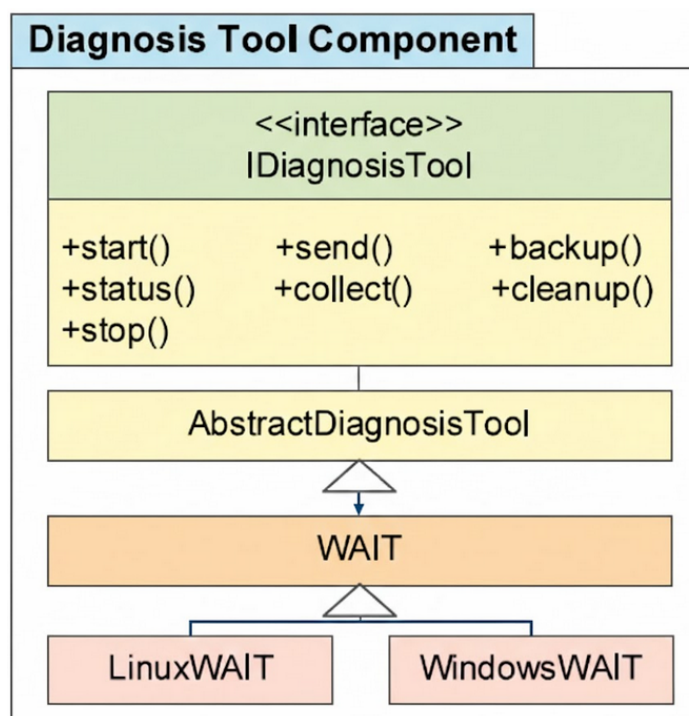 Diagnosis Tool Component
<<interface>>
IDiagnosisTool
+start() +send() +backup()
+status() +collect() +cleanup()
+stop()
AbstractDiagnosisTool
WAIT
LinuxWAIT WindowsWAIT